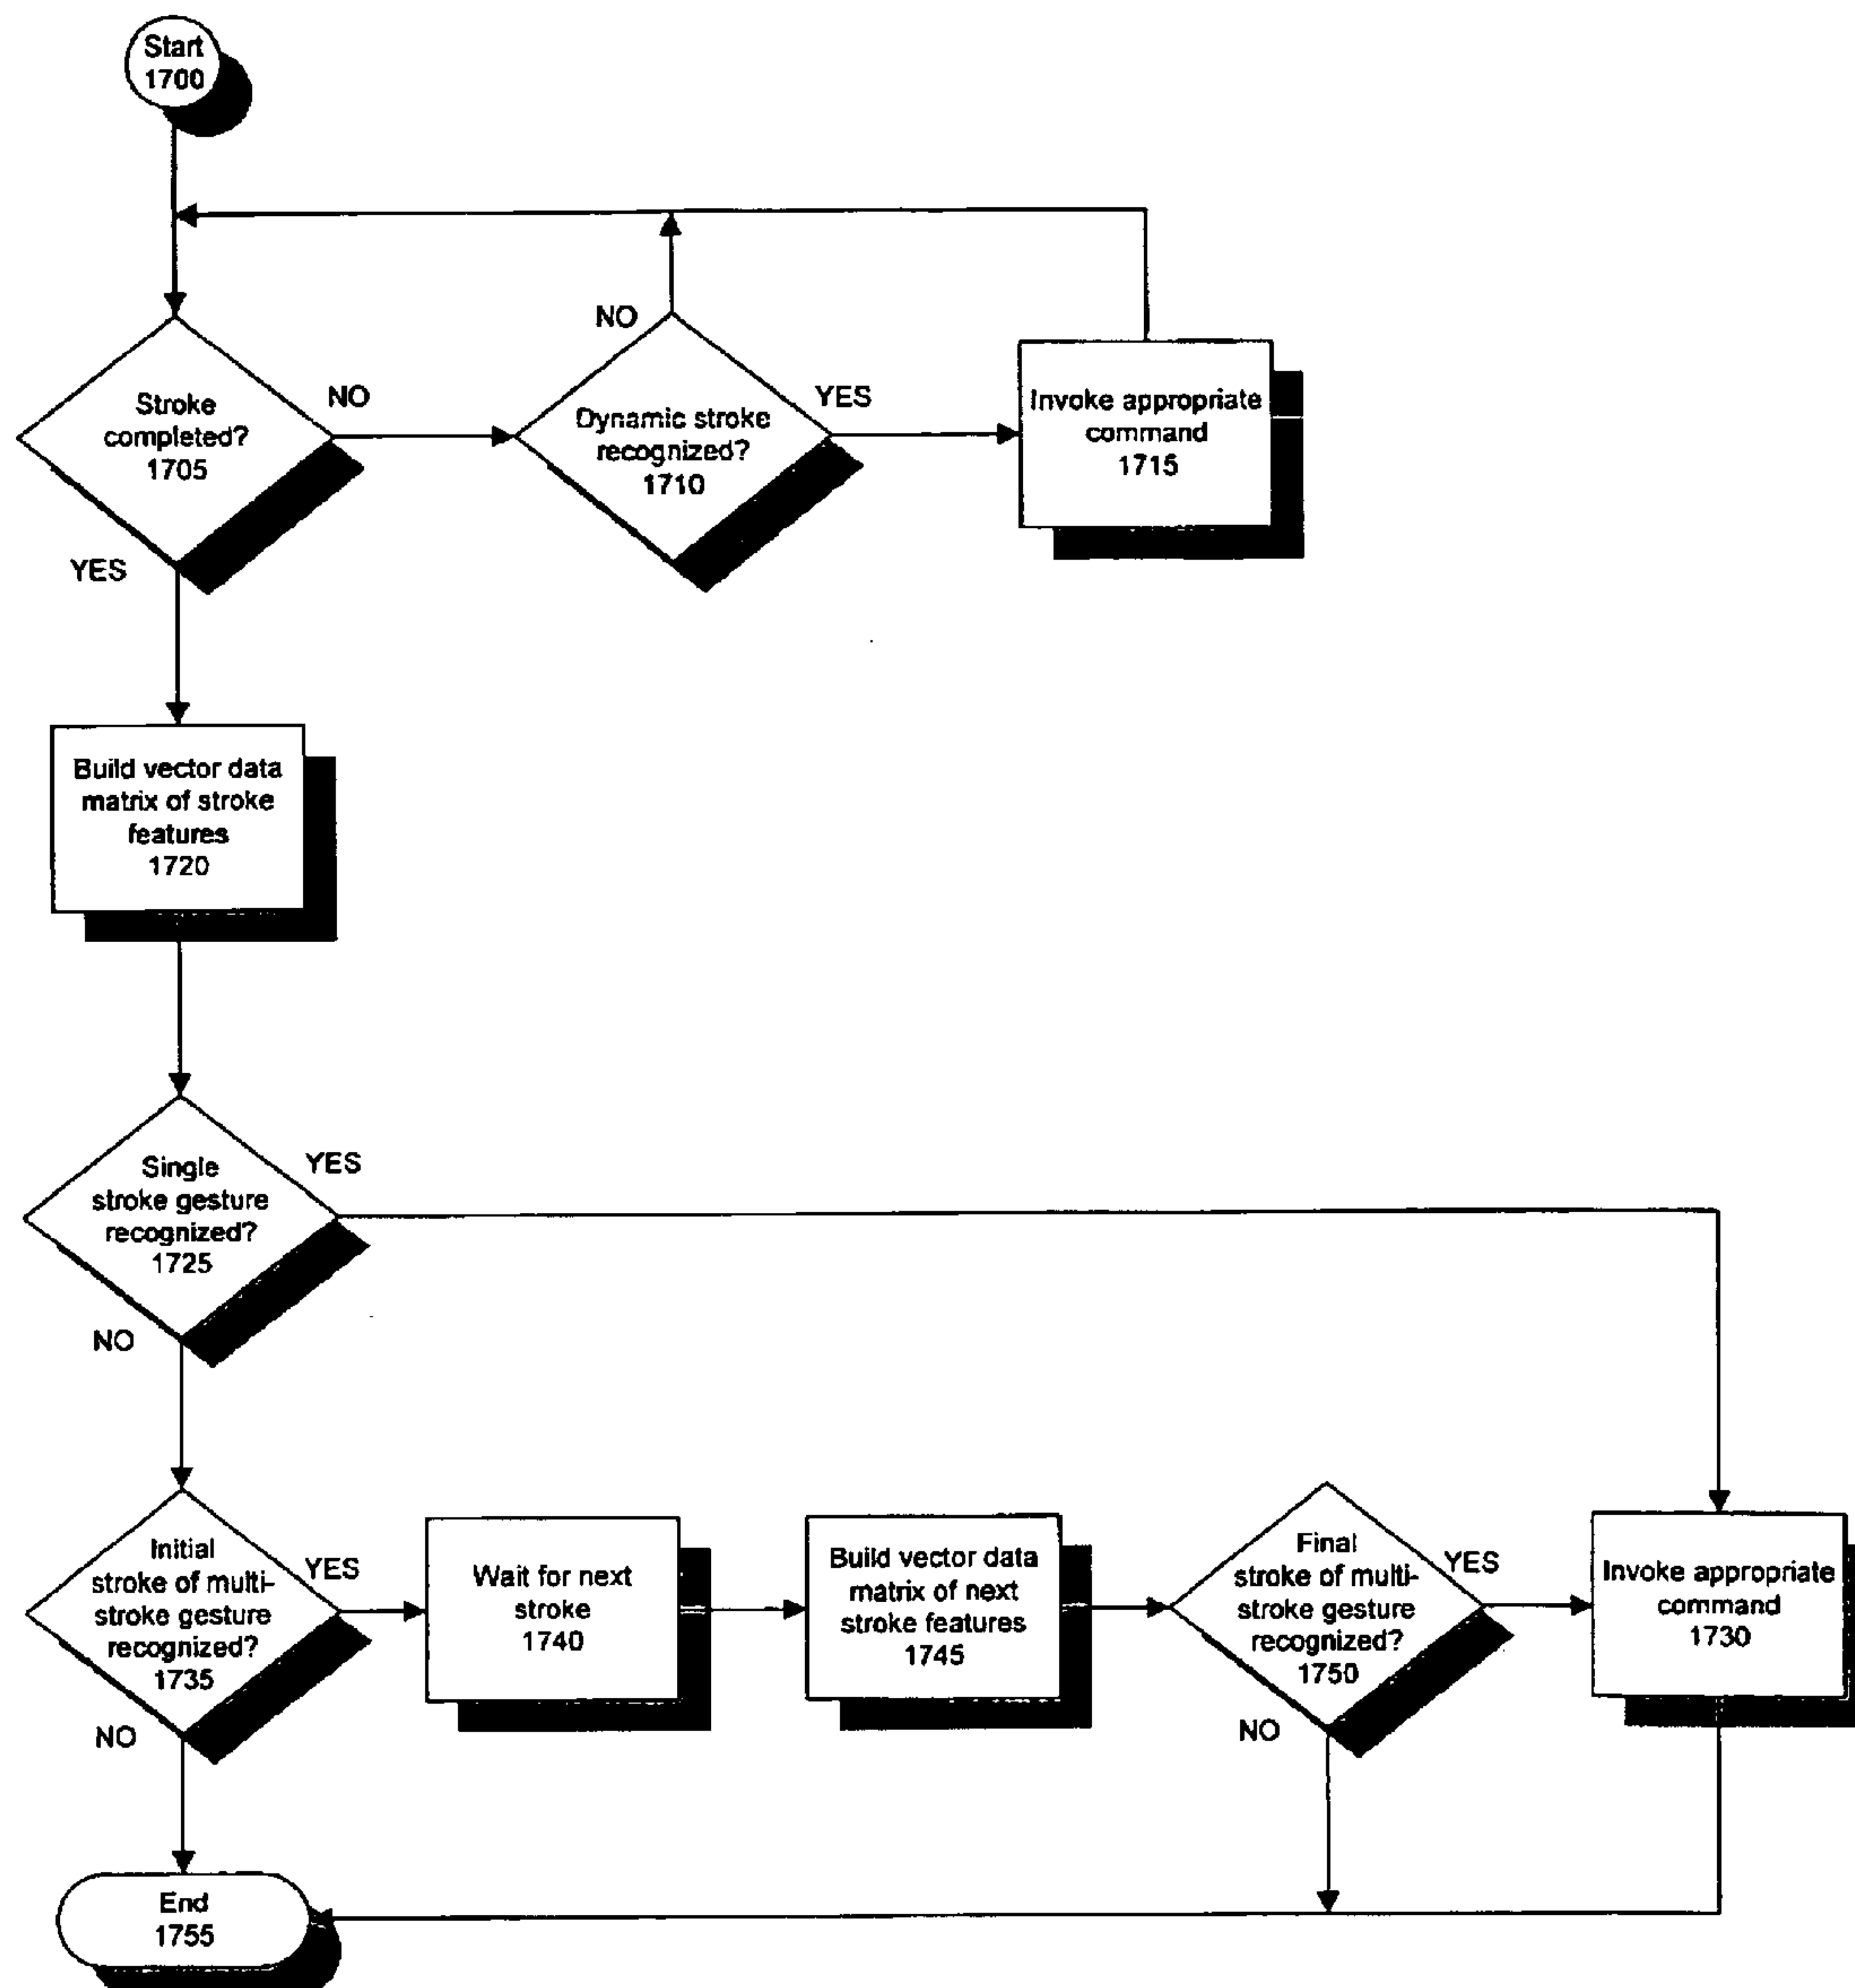 Start
1700
NO
Stroke
completed?
1705
NO
Dynamic stroke
recognized?
1710
YES
Invoke appropriate
command
1715
YES
Build vector data
matrix of stroke
features
1720
Single
stroke gesture
recognized?
1725
YES
NO
Initial
stroke of multi-
stroke gesture
recognized?
1735
YES
Wait for next
stroke
1740
Build vector data
matrix of next
stroke features
1745
Final
stroke of multi-
stroke gesture
recognized?
1750
YES
Invoke appropriate
command
1730
NO
NO
End
1755